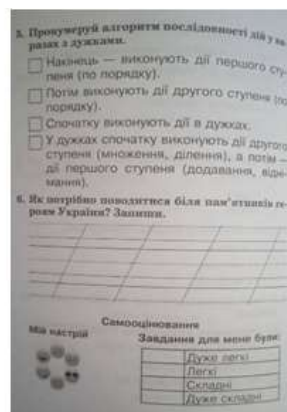 5. Пронумеруй алгоритм послідовності дій у ви-
разах з дужками.
Накінець — виконують дії першого сту-
пеня (по порядку).
Потім виконують дії другого ступеня (по
порядку).
Спочатку виконують дії в дужках.
У дужках спочатку виконують дії другого
ступеня (множення, ділення), а потім —
дії першого ступеня (додавання, відні-
мання).
6. Як потрібно поводитися біля пам'ятників ге-
роям України? Запиши.
Самооцінювання
Мій настрій
Завдання для мене були:
Дуже легкі
Легкі
Складні
Дуже складні